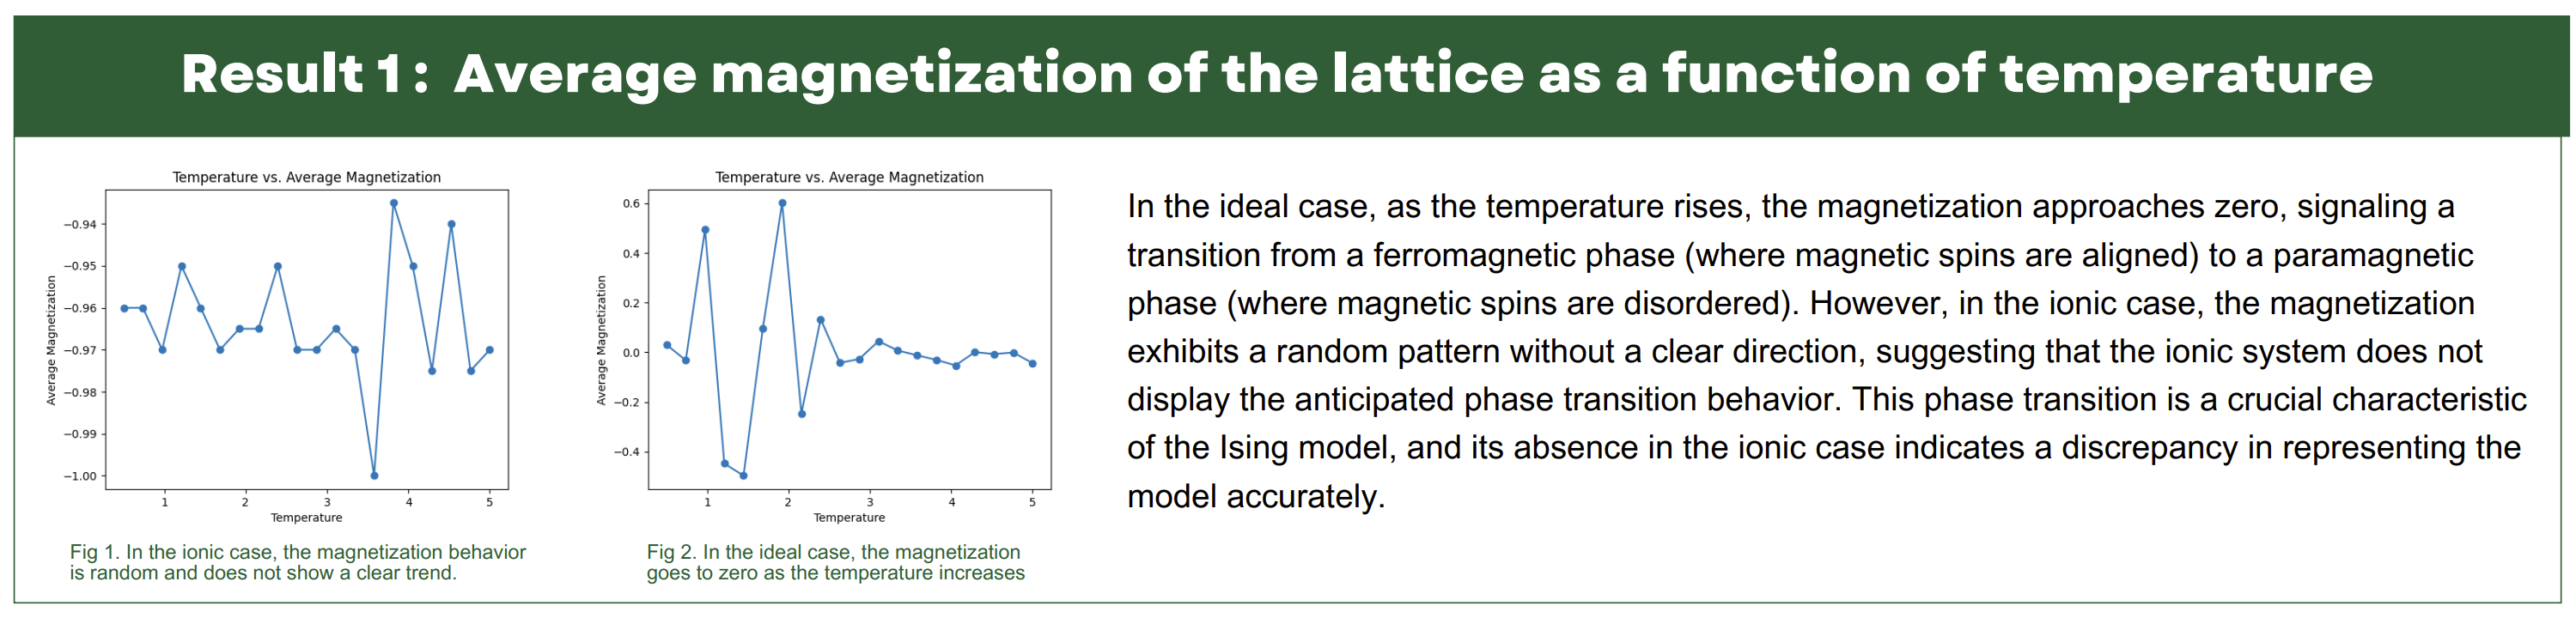 Result 1: Average magnetization of the lattice as a function of temperature
Temperature vs. Average Magnetization
−0.94
−0.95
−0.96
−0.97
−0.98
−0.99
−1.00
Average Magnetization
1 2 3 4 5
Temperature
Fig 1. In the ionic case, the magnetization behavior
is random and does not show a clear trend.
Temperature vs. Average Magnetization
0.6
0.4
0.2
0.0
−0.2
−0.4
Average Magnetization
1 2 3 4 5
Temperature
Fig 2. In the ideal case, the magnetization
goes to zero as the temperature increases
In the ideal case, as the temperature rises, the magnetization approaches zero, signaling a
transition from a ferromagnetic phase (where magnetic spins are aligned) to a paramagnetic
phase (where magnetic spins are disordered). However, in the ionic case, the magnetization
exhibits a random pattern without a clear direction, suggesting that the ionic system does not
display the anticipated phase transition behavior. This phase transition is a crucial characteristic
of the Ising model, and its absence in the ionic case indicates a discrepancy in representing the
model accurately.